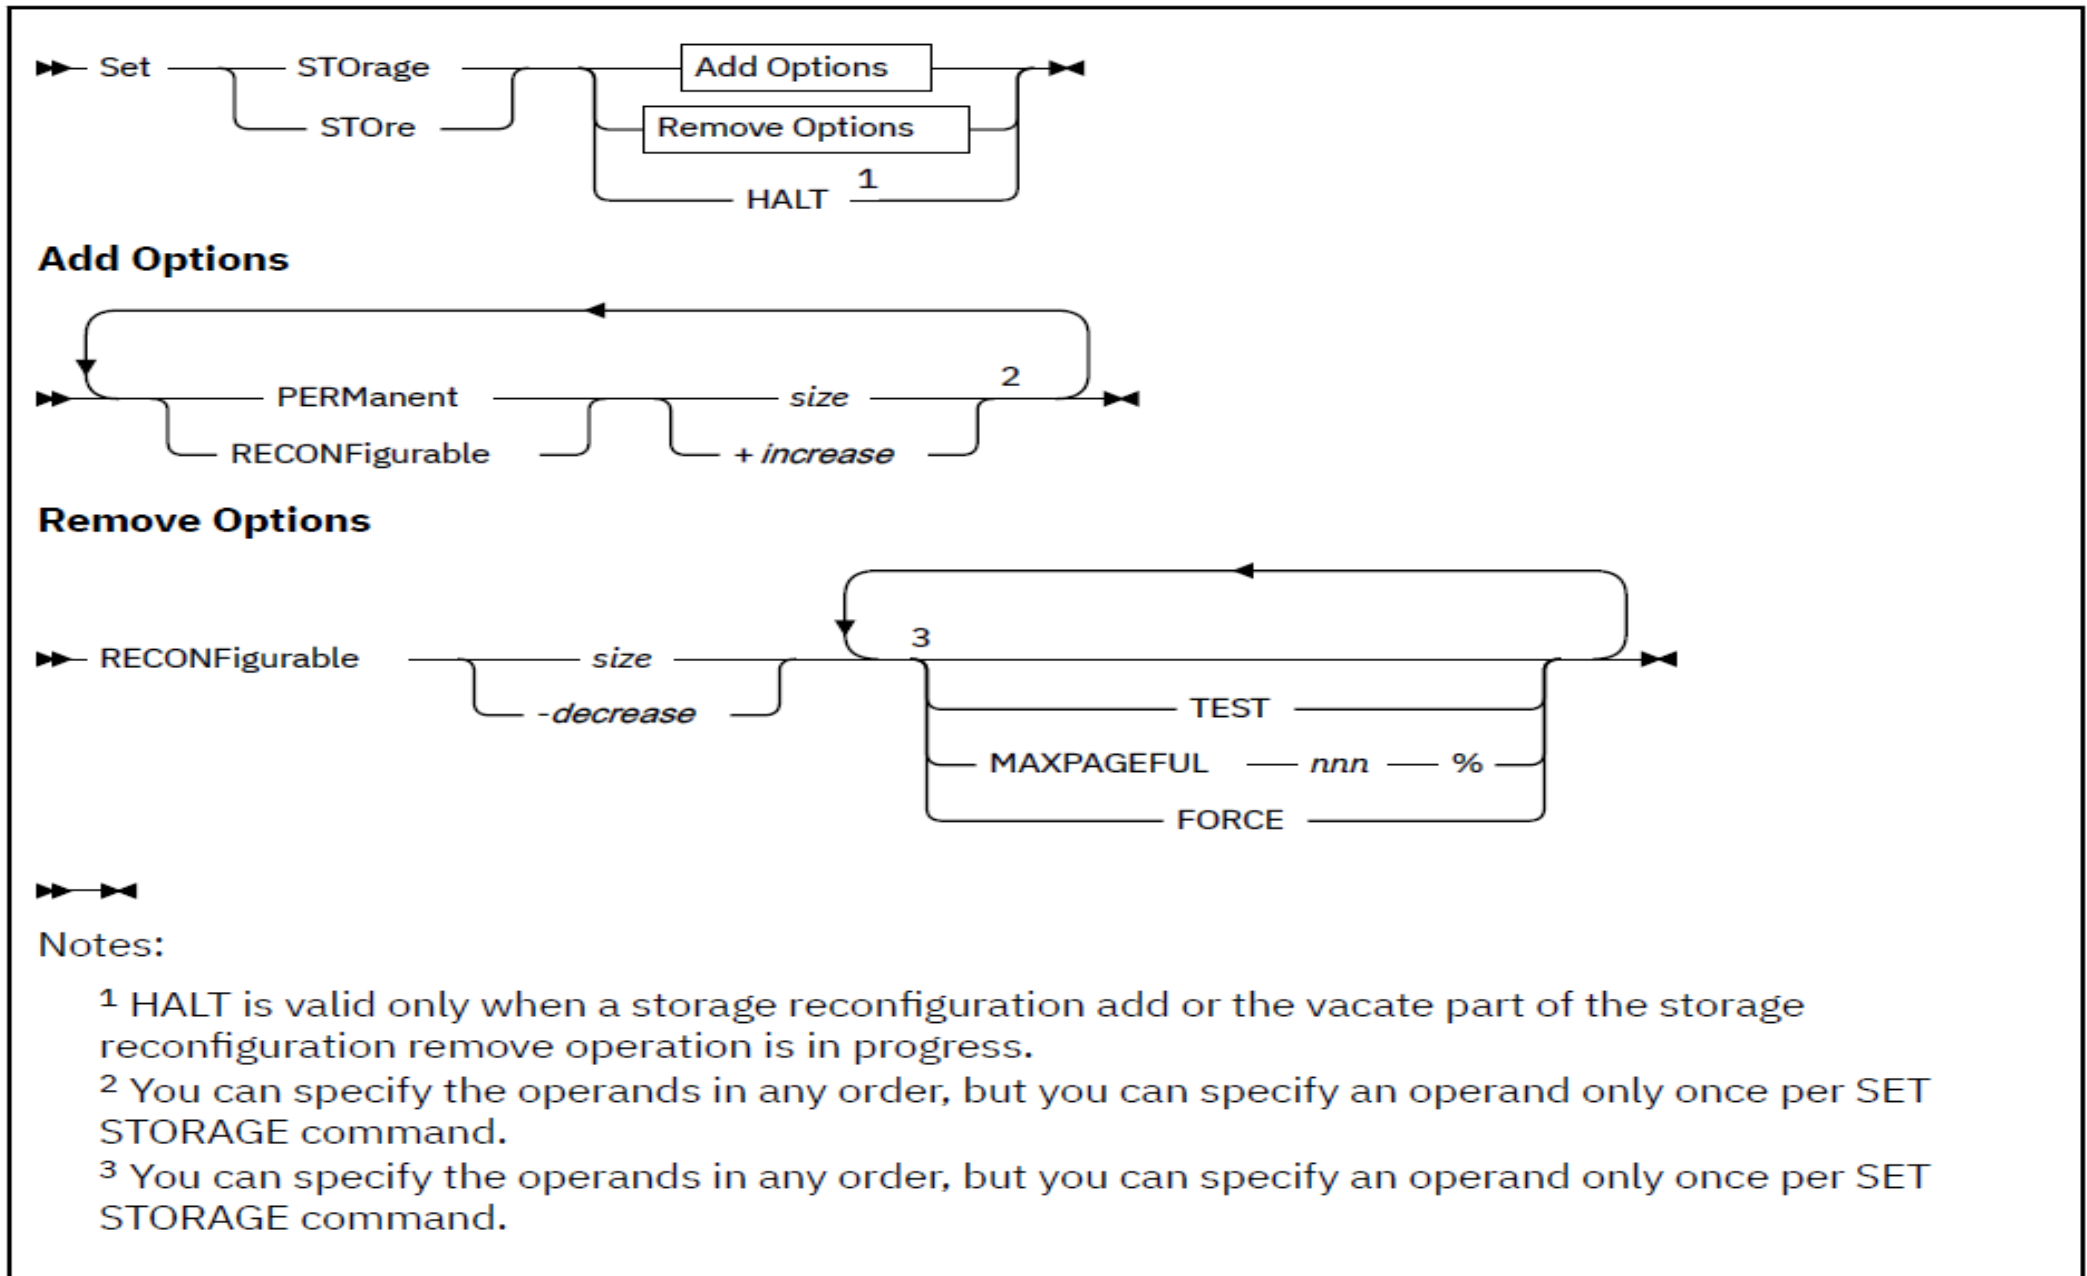 Set STOrage Add Options
STOre Remove Options
HALT 1
Add Options
PERManent size 2
RECONFigurable + increase
Remove Options
3
RECONFigurable size
-decrease TEST
MAXPAGEFUL nnn %
FORCE
Notes:
1 HALT is valid only when a storage reconfiguration add or the vacate part of the storage
reconfiguration remove operation is in progress.
2 You can specify the operands in any order, but you can specify an operand only once per SET
STORAGE command.
3 You can specify the operands in any order, but you can specify an operand only once per SET
STORAGE command.